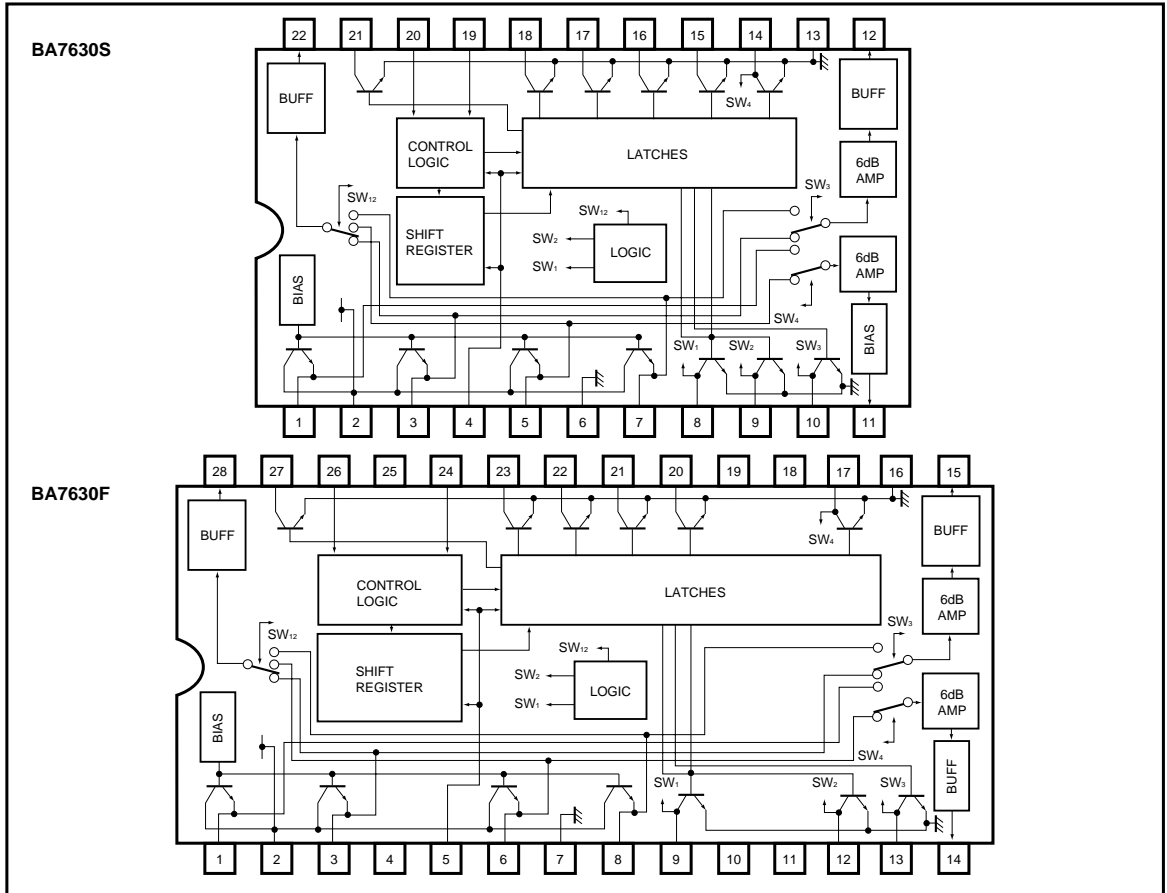 BA7630S
22 21 20 19 18 17 16 15 14 13 12
BUFF
SW4
BUFF
CONTROL
LOGIC
LATCHES
6dB
AMP
SW12
SW3
SHIFT
REGISTER
SW12
SW2
SW1
LOGIC
6dB
AMP
BIAS
SW4
BIAS
SW1
SW2
SW3
1 2 3 4 5 6 7 8 9 10 11
BA7630F
28 27 26 25 24 23 22 21 20 19 18 17 16 15
BUFF
SW4
BUFF
CONTROL
LOGIC
LATCHES
6dB
AMP
SW12
SW3
SHIFT
REGISTER
SW12
SW2
SW1
LOGIC
6dB
AMP
BIAS
SW4
BUFF
SW1
SW2
SW3
1 2 3 4 5 6 7 8 9 10 11 12 13 14